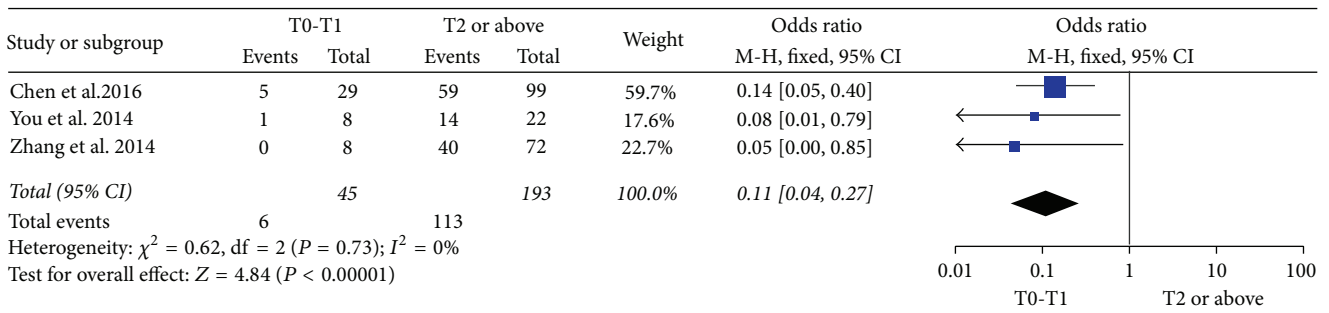 Study or subgroup T0-T1 T2 or above Weight Odds ratio Odds ratio
Events Total Events Total M-H, fixed, 95% CI M-H, fixed, 95% CI
Chen et al.2016 5 29 59 99 59.7% 0.14 [0.05, 0.40]
You et al. 2014 1 8 14 22 17.6% 0.08 [0.01, 0.79]
Zhang et al. 2014 0 8 40 72 22.7% 0.05 [0.00, 0.85]
Total (95% CI) 45 193 100.0% 0.11 [0.04, 0.27]
Total events 6 113
Heterogeneity: χ² = 0.62, df = 2 (P = 0.73); I² = 0%
Test for overall effect: Z = 4.84 (P < 0.00001)
0.01 0.1 1 10 100
T0-T1 T2 or above